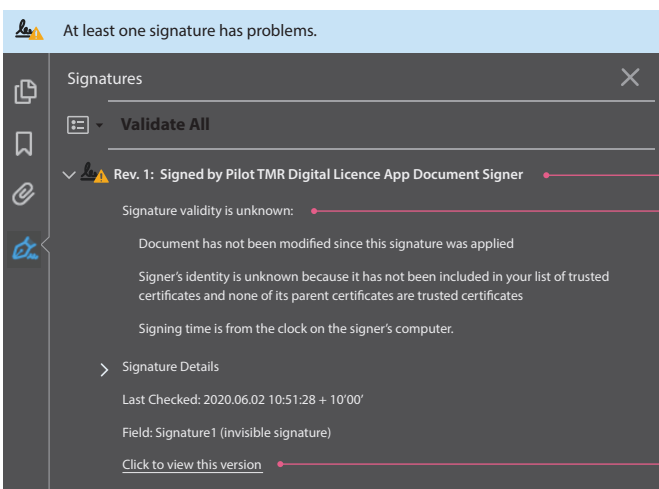 At least one signature has problems.
Signatures
Validate All
Rev. 1: Signed by Pilot TMR Digital Licence App Document Signer
Signature validity is unknown:
Document has not been modified since this signature was applied
Signer’s identity is unknown because it has not been included in your list of trusted
certificates and none of its parent certificates are trusted certificates
Signing time is from the clock on the signer’s computer.
Signature Details
Last Checked: 2020.06.02 10:51:28 + 10’00’
Field: Signature1 (invisible signature)
Click to view this version